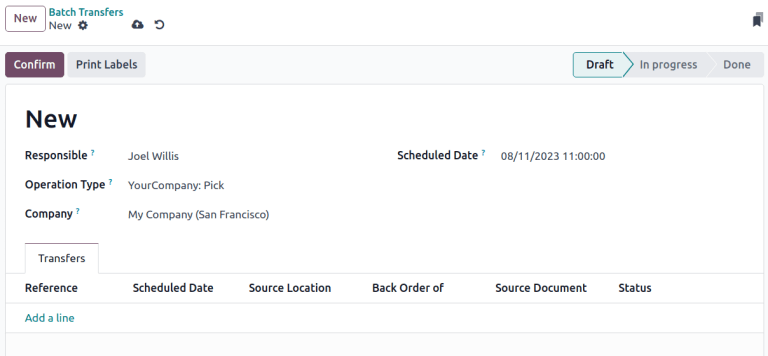 New
Batch Transfers
New
Confirm
Print Labels
Draft
In progress
Done
New
Responsible ?
Joel Willis
Scheduled Date ?
08/11/2023 11:00:00
Operation Type ?
YourCompany: Pick
Company ?
My Company (San Francisco)
Transfers
Reference
Scheduled Date
Source Location
Back Order of
Source Document
Status
Add a line